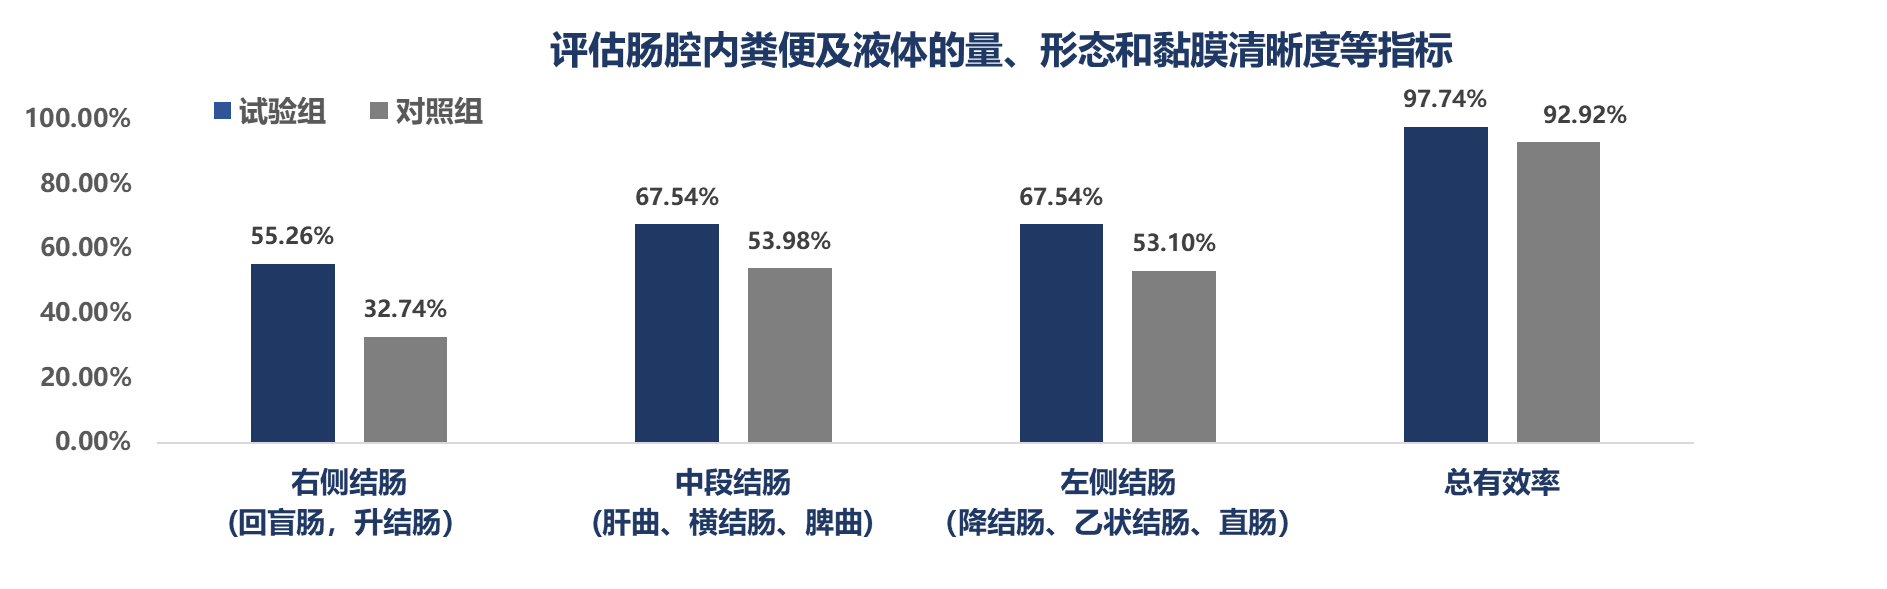 评估肠腔内粪便及液体的量、形态和黏膜清晰度等指标
试验组 对照组
100.00%
80.00%
60.00%
40.00%
20.00%
0.00%
55.26%
32.74%
67.54%
53.98%
67.54%
53.10%
97.74%
92.92%
右侧结肠
(回盲肠，升结肠)
中段结肠
(肝曲、横结肠、脾曲)
左侧结肠
(降结肠、乙状结肠、直肠)
总有效率